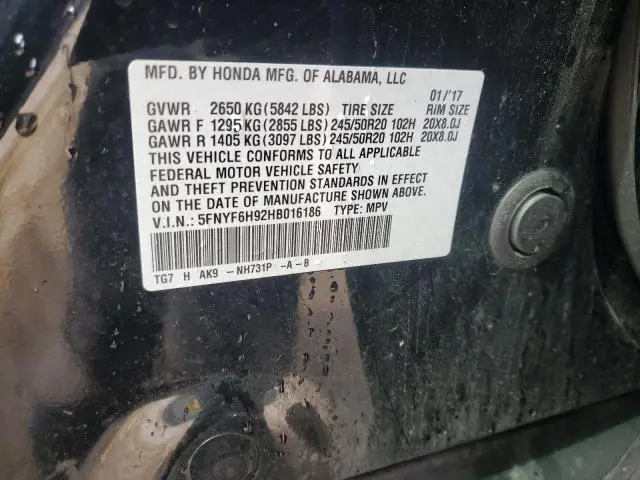 MFD. BY HONDA MFG. OF ALABAMA, LLC
01/'17
GVWR 2650 KG (5842 LBS) TIRE SIZE RIM SIZE
GAWR F 1295 KG (2855 LBS) 245/50R20 102H 20X8.0J
GAWR R 1405 KG (3097 LBS) 245/50R20 102H 20X8.0J
THIS VEHICLE CONFORMS TO ALL APPLICABLE
FEDERAL MOTOR VEHICLE SAFETY
AND THEFT PREVENTION STANDARDS IN EFFECT
ON THE DATE OF MANUFACTURE SHOWN ABOVE.
V.I.N.: 5FNYF6H92HB016186 TYPE: MPV
TG7 H AK9 -NH731P -A-B